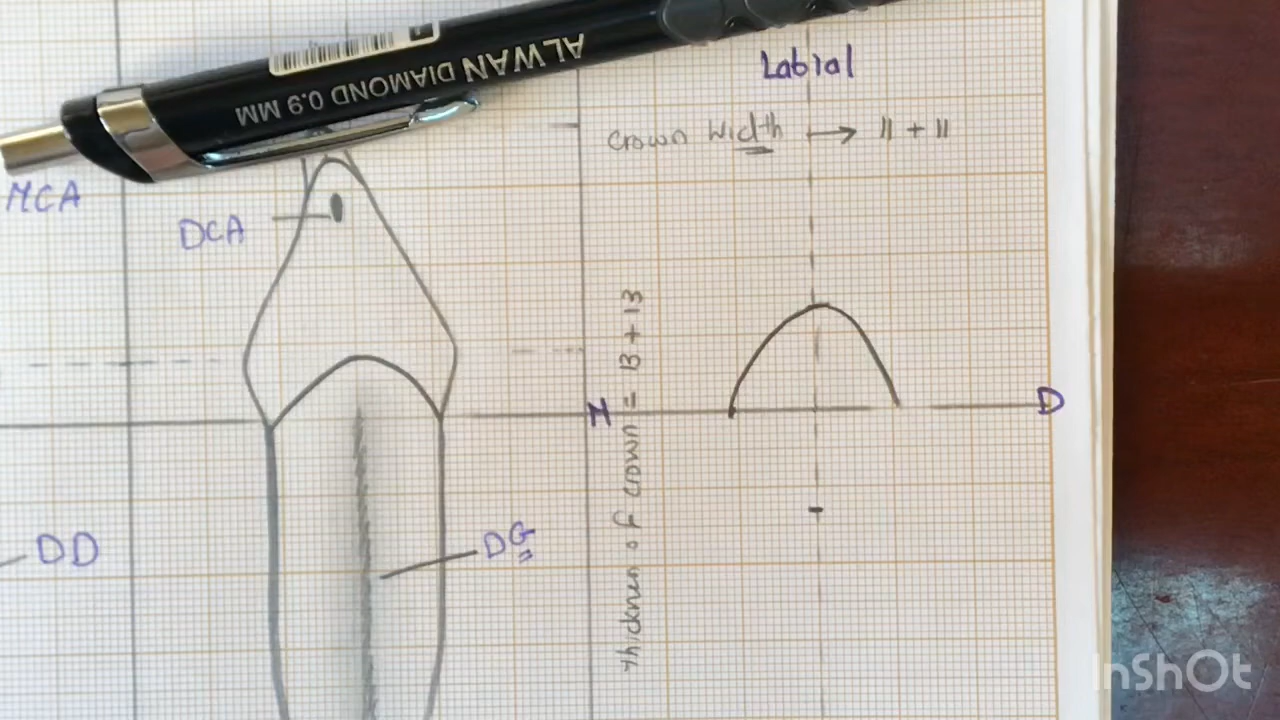 ALWAN DIAMOND 0.9 MM
Labial
Crown Width → 11 + 11
MCA
DCA
Thicknen of crown = 13 + 13
M
D
DD
DG
InShOt